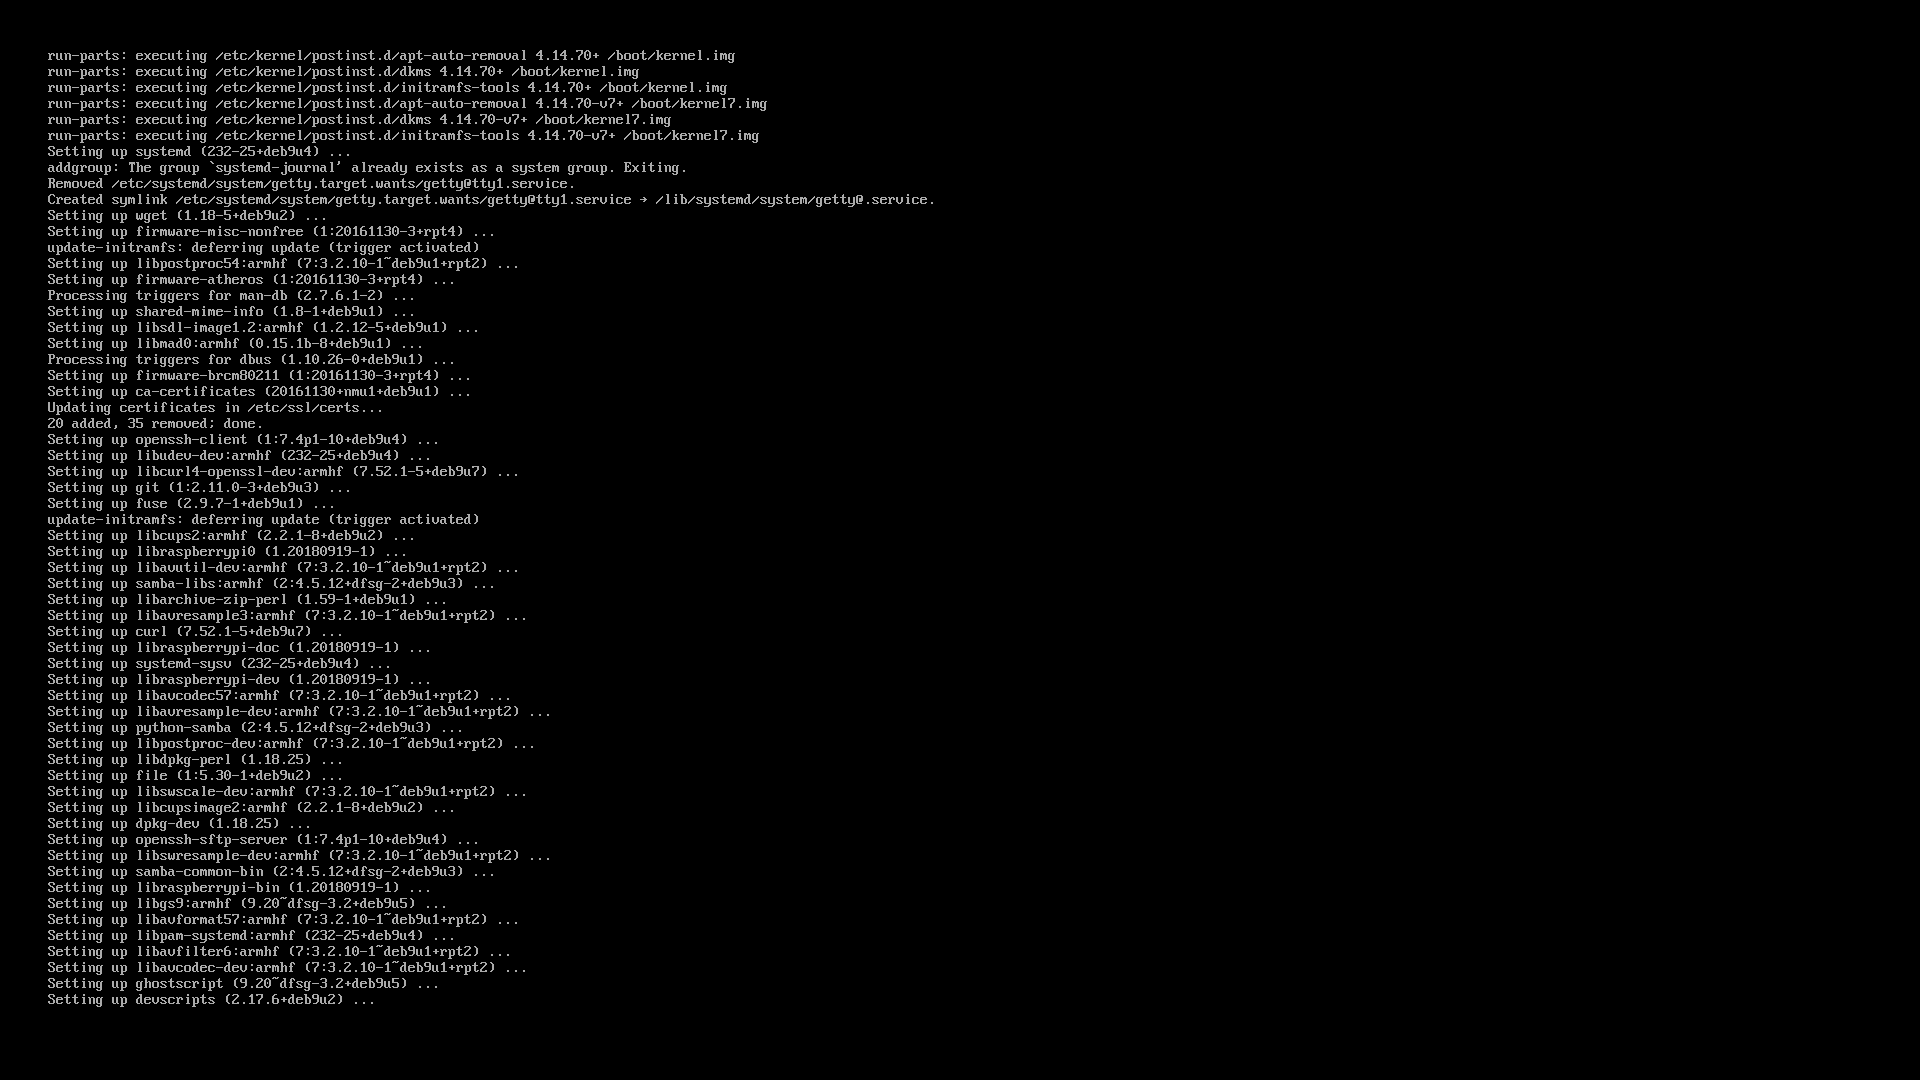 run-parts: executing /etc/kernel/postinst.d/apt-auto-removal 4.14.70+ /boot/kernel.img
run-parts: executing /etc/kernel/postinst.d/dkms 4.14.70+ /boot/kernel.img
run-parts: executing /etc/kernel/postinst.d/initramfs-tools 4.14.70+ /boot/kernel.img
run-parts: executing /etc/kernel/postinst.d/apt-auto-removal 4.14.70-v7+ /boot/kernel7.img
run-parts: executing /etc/kernel/postinst.d/dkms 4.14.70-v7+ /boot/kernel7.img
run-parts: executing /etc/kernel/postinst.d/initramfs-tools 4.14.70-v7+ /boot/kernel7.img
Setting up systemd (232-25+deb9u4) ...
addgroup: The group `systemd-journal' already exists as a system group. Exiting.
Removed /etc/systemd/system/getty.target.wants/getty@tty1.service.
Created symlink /etc/systemd/system/getty.target.wants/getty@tty1.service → /lib/systemd/system/getty@.service.
Setting up wget (1.18-5+deb9u2) ...
Setting up firmware-misc-nonfree (1:20161130-3+rpt4) ...
update-initramfs: deferring update (trigger activated)
Setting up libpostproc54:armhf (7:3.2.10-1~deb9u1+rpt2) ...
Setting up firmware-atheros (1:20161130-3+rpt4) ...
Processing triggers for man-db (2.7.6.1-2) ...
Setting up shared-mime-info (1.8-1+deb9u1) ...
Setting up libsdl-image1.2:armhf (1.2.12-5+deb9u1) ...
Setting up libmad0:armhf (0.15.1b-8+deb9u1) ...
Processing triggers for dbus (1.10.26-0+deb9u1) ...
Setting up firmware-brcm80211 (1:20161130-3+rpt4) ...
Setting up ca-certificates (20161130+nmu1+deb9u1) ...
Updating certificates in /etc/ssl/certs...
20 added, 35 removed; done.
Setting up openssh-client (1:7.4p1-10+deb9u4) ...
Setting up libudev-dev:armhf (232-25+deb9u4) ...
Setting up libcurl4-openssl-dev:armhf (7.52.1-5+deb9u7) ...
Setting up git (1:2.11.0-3+deb9u3) ...
Setting up fuse (2.9.7-1+deb9u1) ...
update-initramfs: deferring update (trigger activated)
Setting up libcups2:armhf (2.2.1-8+deb9u2) ...
Setting up libraspberrypi0 (1.20180919-1) ...
Setting up libavutil-dev:armhf (7:3.2.10-1~deb9u1+rpt2) ...
Setting up samba-libs:armhf (2:4.5.12+dfsg-2+deb9u3) ...
Setting up libarchive-zip-perl (1.59-1+deb9u1) ...
Setting up libavresample3:armhf (7:3.2.10-1~deb9u1+rpt2) ...
Setting up curl (7.52.1-5+deb9u7) ...
Setting up libraspberrypi-doc (1.20180919-1) ...
Setting up systemd-sysv (232-25+deb9u4) ...
Setting up libraspberrypi-dev (1.20180919-1) ...
Setting up libavcodec57:armhf (7:3.2.10-1~deb9u1+rpt2) ...
Setting up libavresample-dev:armhf (7:3.2.10-1~deb9u1+rpt2) ...
Setting up python-samba (2:4.5.12+dfsg-2+deb9u3) ...
Setting up libpostproc-dev:armhf (7:3.2.10-1~deb9u1+rpt2) ...
Setting up libdpkg-perl (1.18.25) ...
Setting up file (1:5.30-1+deb9u2) ...
Setting up libswscale-dev:armhf (7:3.2.10-1~deb9u1+rpt2) ...
Setting up libcupsimage2:armhf (2.2.1-8+deb9u2) ...
Setting up dpkg-dev (1.18.25) ...
Setting up openssh-sftp-server (1:7.4p1-10+deb9u4) ...
Setting up libswresample-dev:armhf (7:3.2.10-1~deb9u1+rpt2) ...
Setting up samba-common-bin (2:4.5.12+dfsg-2+deb9u3) ...
Setting up libraspberrypi-bin (1.20180919-1) ...
Setting up libgs9:armhf (9.20~dfsg-3.2+deb9u5) ...
Setting up libavformat57:armhf (7:3.2.10-1~deb9u1+rpt2) ...
Setting up libpam-systemd:armhf (232-25+deb9u4) ...
Setting up libavfilter6:armhf (7:3.2.10-1~deb9u1+rpt2) ...
Setting up libavcodec-dev:armhf (7:3.2.10-1~deb9u1+rpt2) ...
Setting up ghostscript (9.20~dfsg-3.2+deb9u5) ...
Setting up devscripts (2.17.6+deb9u2) ...